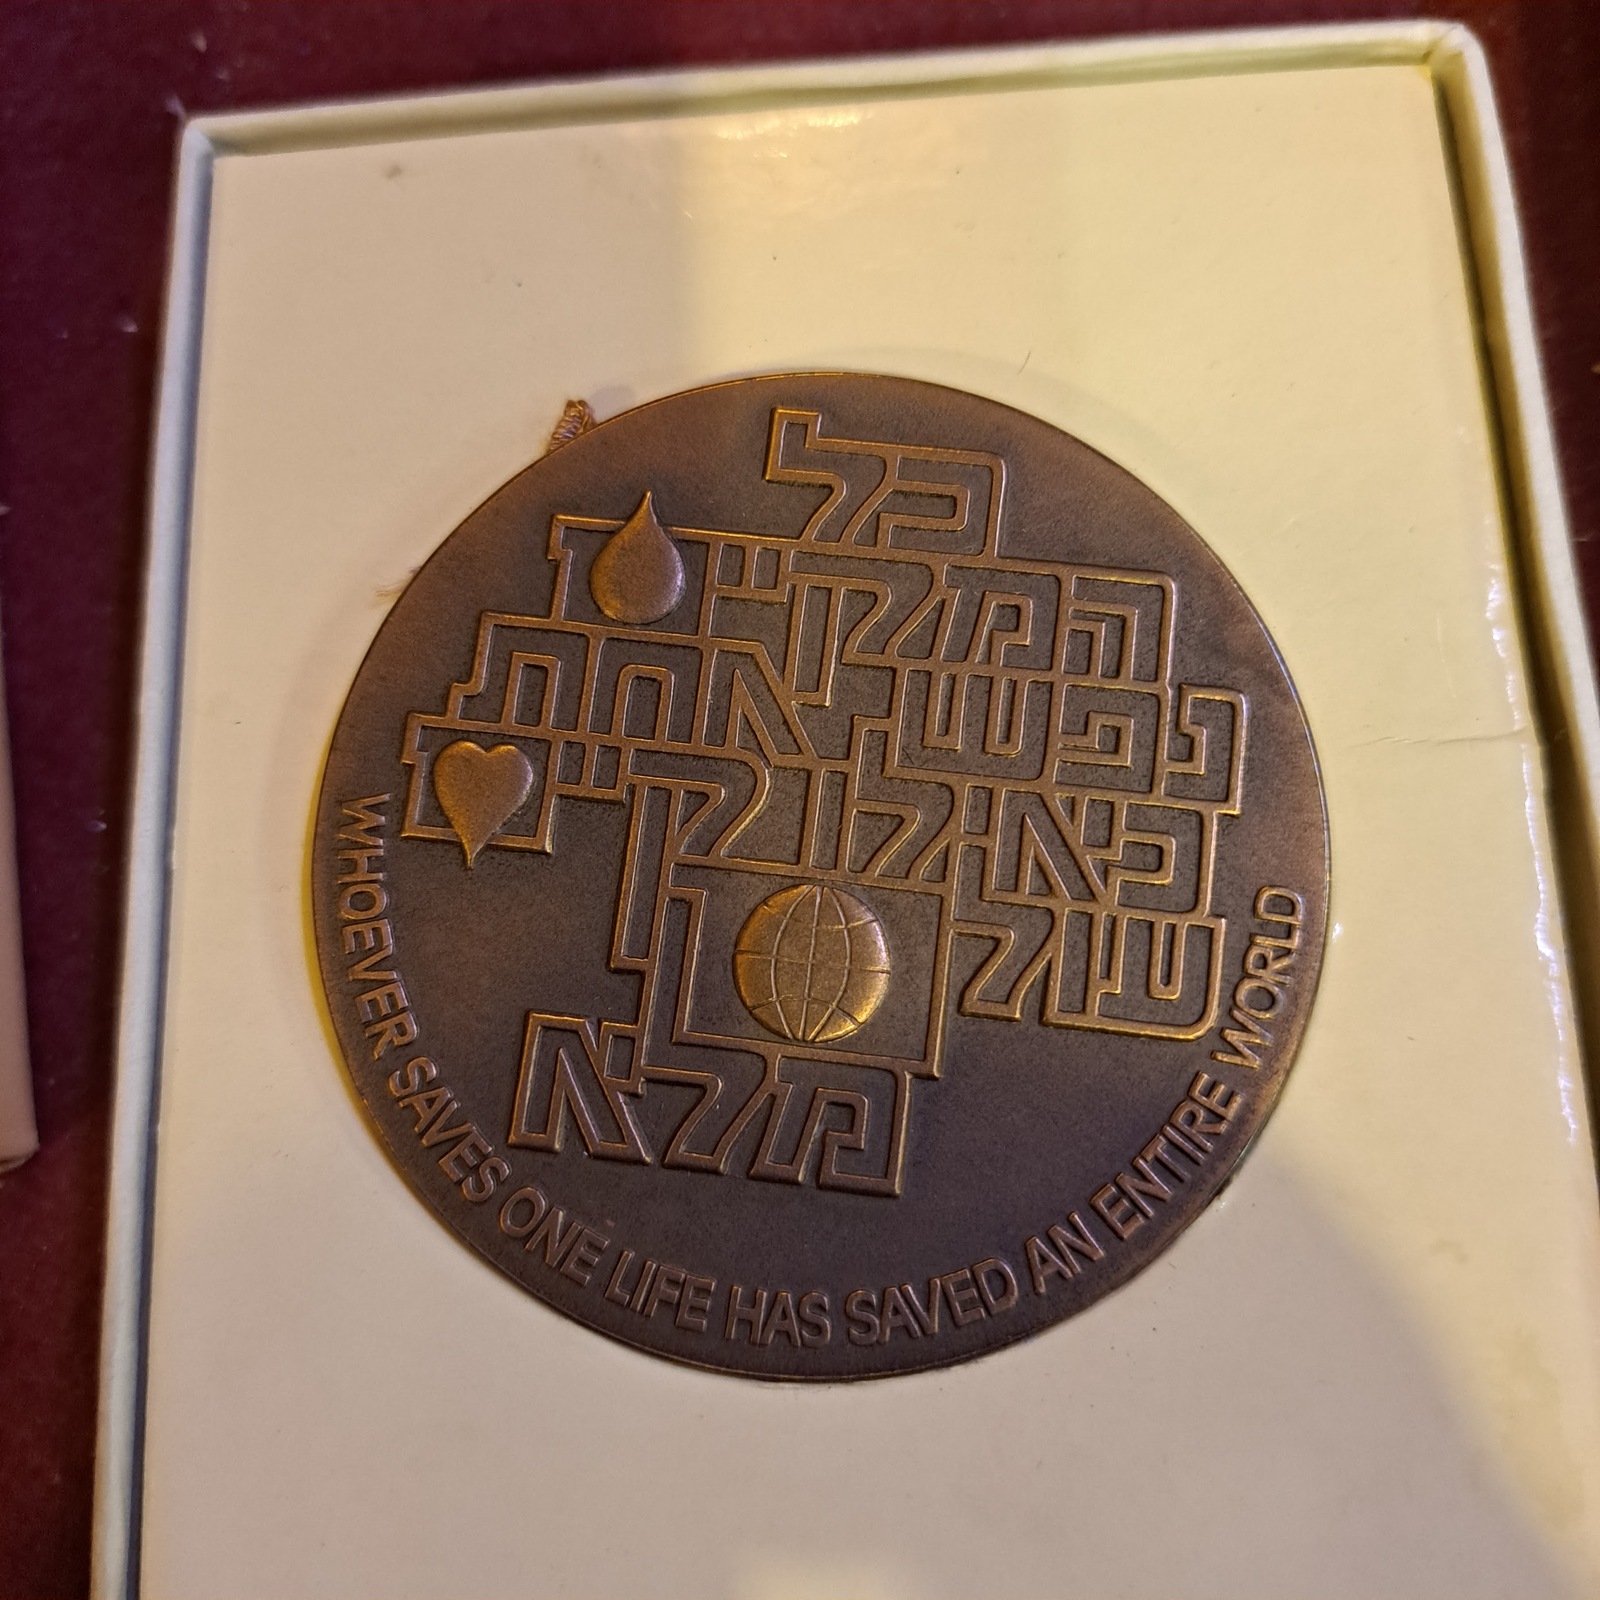 כל
המקיים
נפש אחת
כאילו קיים
עולם
מלא
WHOEVER SAVES ONE LIFE HAS SAVED AN ENTIRE WORLD